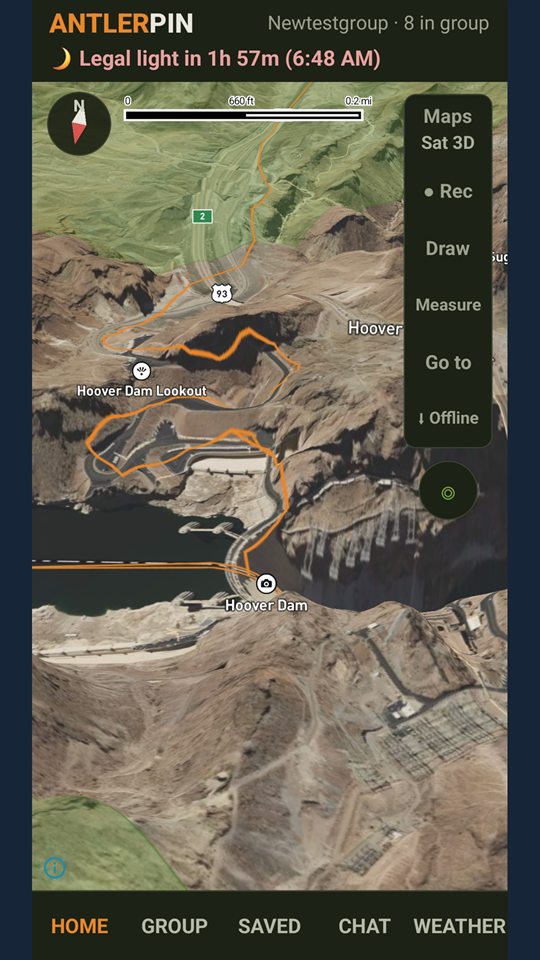 ANTLERPIN
Newtestgroup · 8 in group
🌙 Legal light in 1h 57m (6:48 AM)
N
0 660 ft 0.2 mi
Maps
Sat 3D
● Rec
Draw
Measure
Go to
⭳ Offline
2
93
Hoover
Hoover Dam Lookout
Hoover Dam
HOME GROUP SAVED CHAT WEATHER